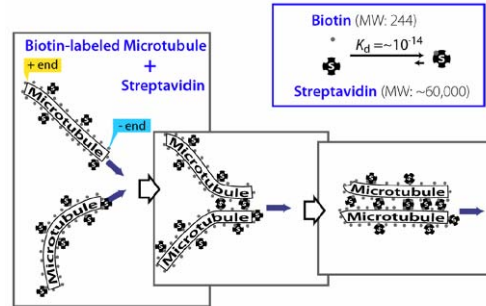 Biotin (MW: 244)
Kd =~10-14
S
S
Streptavidin (MW: ~60,000)
Biotin-labeled Microtubule
+
Streptavidin
+ end
Microtubule
- end
Microtubule
Microtubule
Microtubule
Microtubule
Microtubule